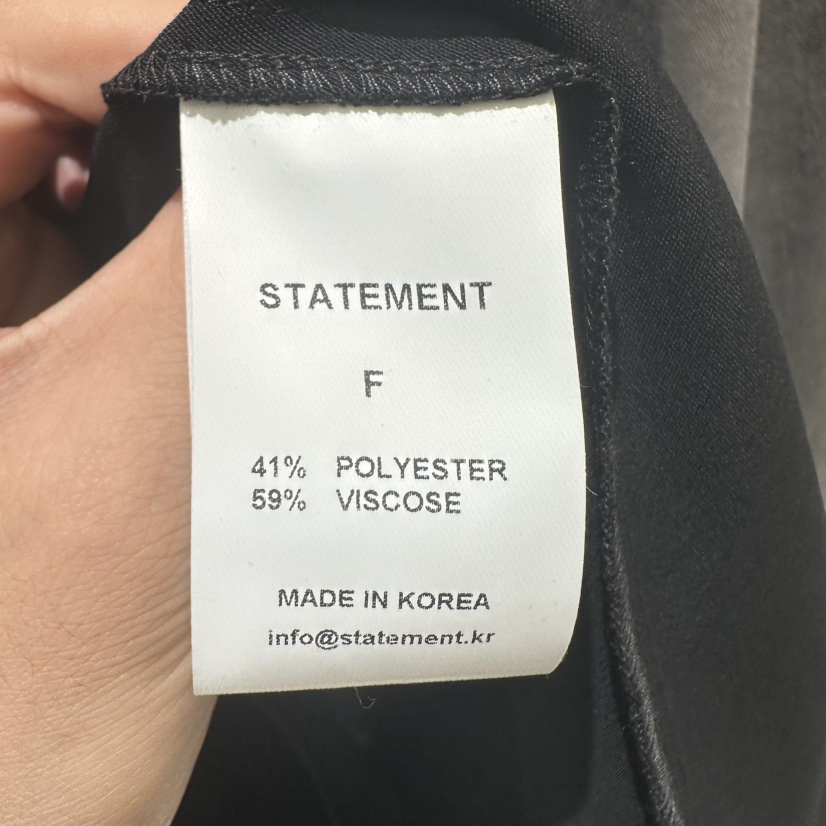 STATEMENT
F
41% POLYESTER
59% VISCOSE
MADE IN KOREA
info@statement.kr